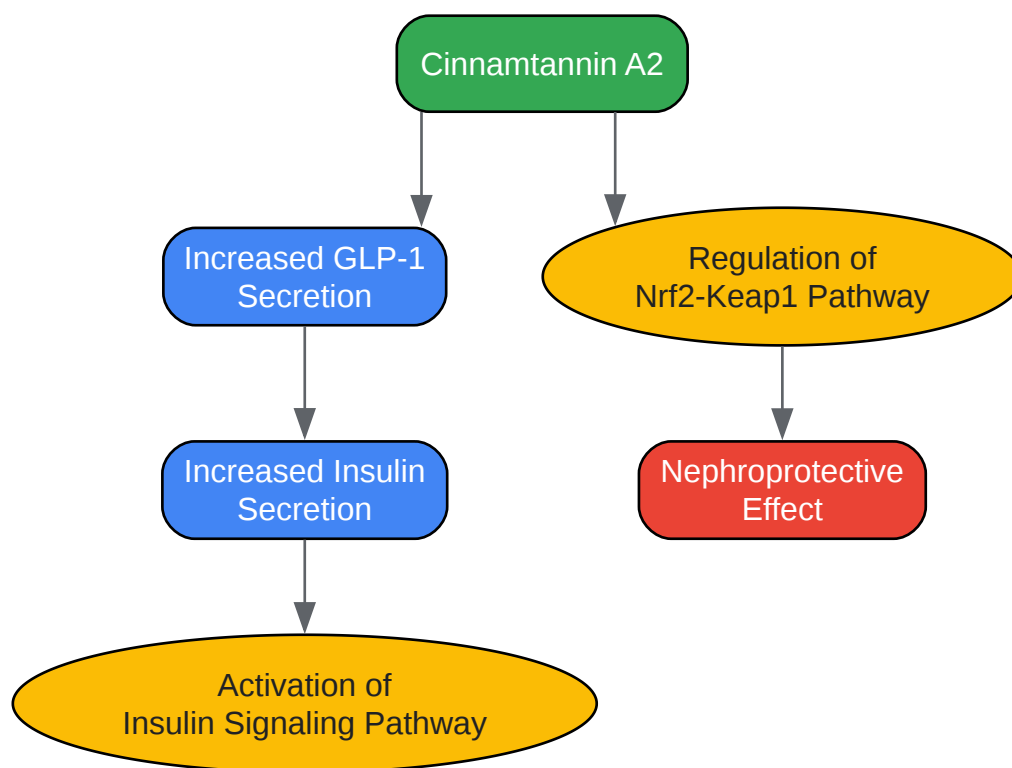 Cinnamtannin A2
Increased GLP-1
Secretion
Regulation of
Nrf2-Keap1 Pathway
Increased Insulin
Secretion
Nephroprotective
Effect
Activation of
Insulin Signaling Pathway